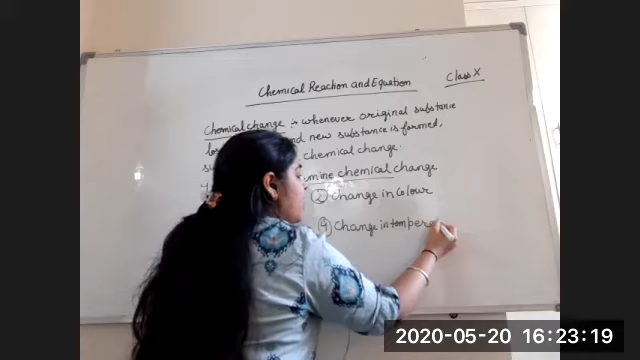 Chemical Reaction and Equation
Class X
Chemical change :- whenever original substance
and new substance is formed,
chemical change.
chemical change
② Change in Colour
④ Change in temper
2020-05-20 16:23:19